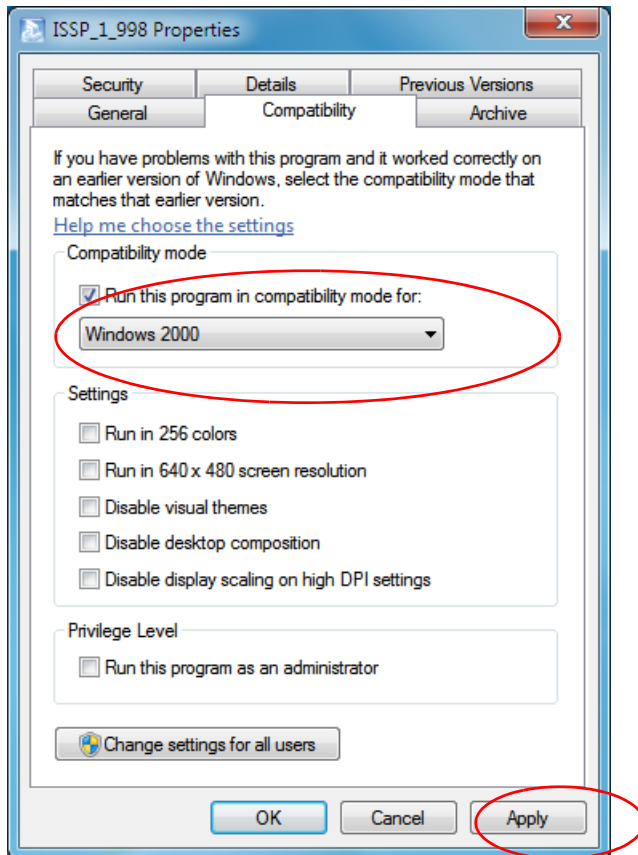 ISSP_1_998 Properties
Security Details Previous Versions
General Compatibility Archive
If you have problems with this program and it worked correctly on
an earlier version of Windows, select the compatibility mode that
matches that earlier version.
Help me choose the settings
Compatibility mode
Run this program in compatibility mode for:
Windows 2000
Settings
Run in 256 colors
Run in 640 x 480 screen resolution
Disable visual themes
Disable desktop composition
Disable display scaling on high DPI settings
Privilege Level
Run this program as an administrator
Change settings for all users
OK Cancel Apply